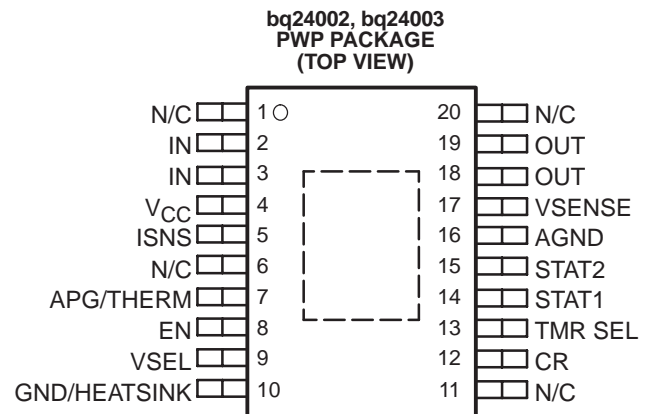 bq24002, bq24003
PWP PACKAGE
(TOP VIEW)
N/C 1 20 N/C
IN 2 19 OUT
IN 3 18 OUT
VCC 4 17 VSENSE
ISNS 5 16 AGND
N/C 6 15 STAT2
APG/THERM 7 14 STAT1
EN 8 13 TMR SEL
VSEL 9 12 CR
GND/HEATSINK 10 11 N/C